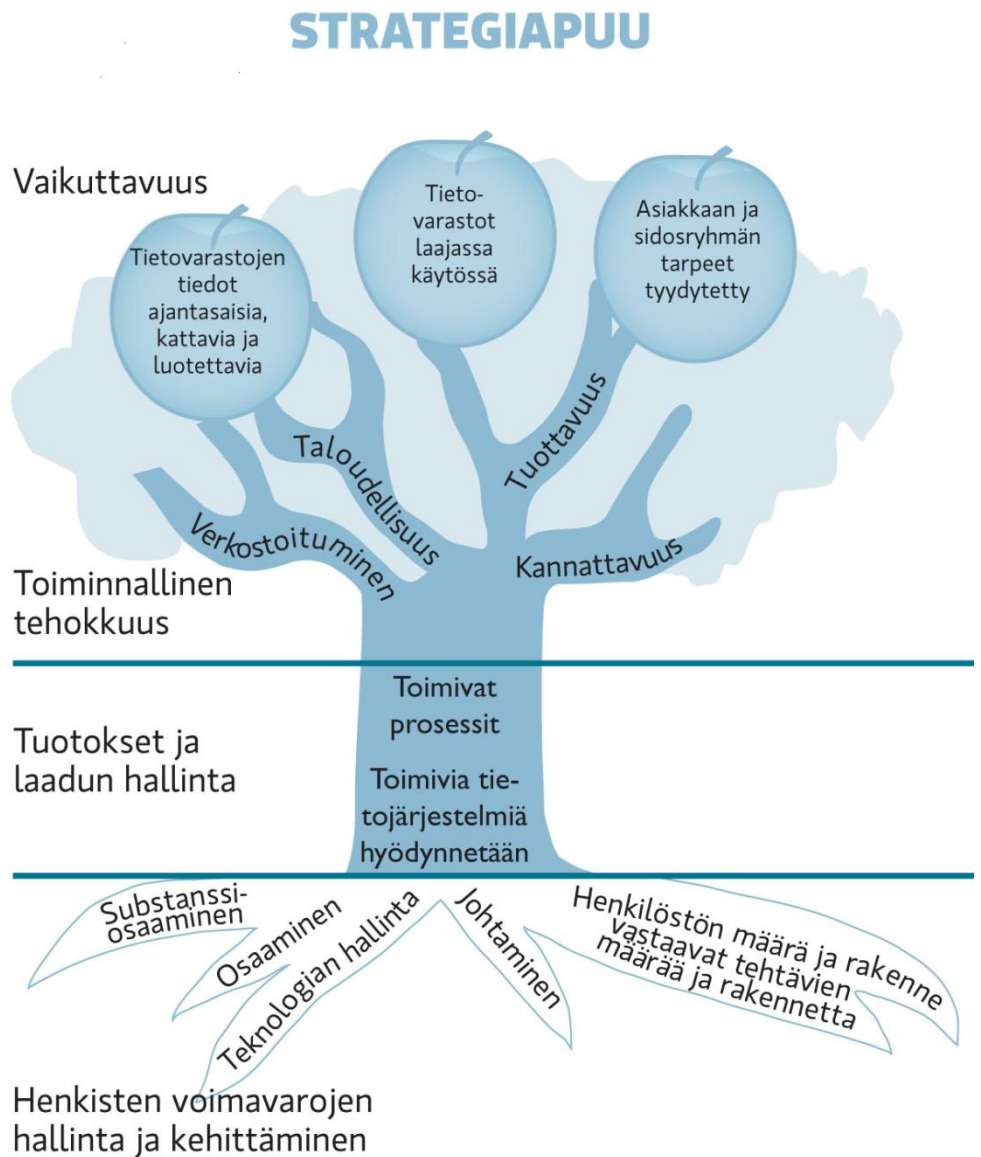 STRATEGIAPUU
Vaikuttavuus
Tietovarastojen
tiedot
ajantasaisia,
kattavia ja
luotettavia
Tieto-
varastot
laajassa
käytössä
Asiakkaan ja
sidosryhmän
tarpeet
tyydytetty
Verkostoituminen
Taloudellisuus
Tuottavuus
Kannattavuus
Toiminnallinen
tehokkuus
Toimivat
prosessit
Tuotokset ja
laadun hallinta
Toimivia tie-
tojärjestelmiä
hyödynnetään
Substanssi-
osaaminen
Osaaminen
Teknologian hallinta
Johtaminen
Henkilöstön määrä ja rakenne
vastaavat tehtävien
määrää ja rakennetta
Henkisten voimavarojen
hallinta ja kehittäminen